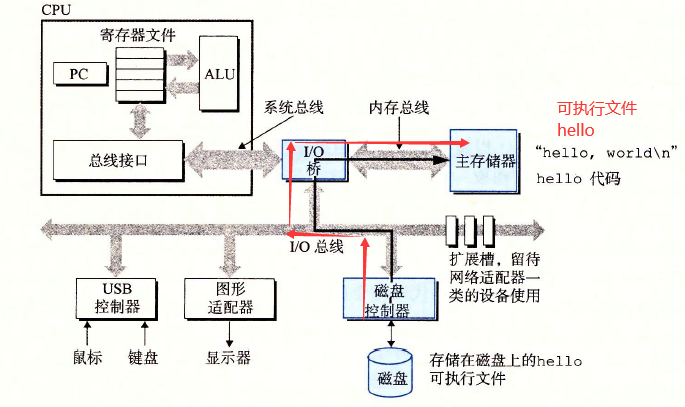 CPU
寄存器文件
PC
ALU
系统总线
内存总线
可执行文件
hello
总线接口
I/O
桥
主存储器
“hello, world\n”
hello 代码
I/O 总线
扩展槽，留待
网络适配器一
类的设备使用
USB
控制器
图形
适配器
磁盘
控制器
鼠标
键盘
显示器
磁盘
存储在磁盘上的hello
可执行文件